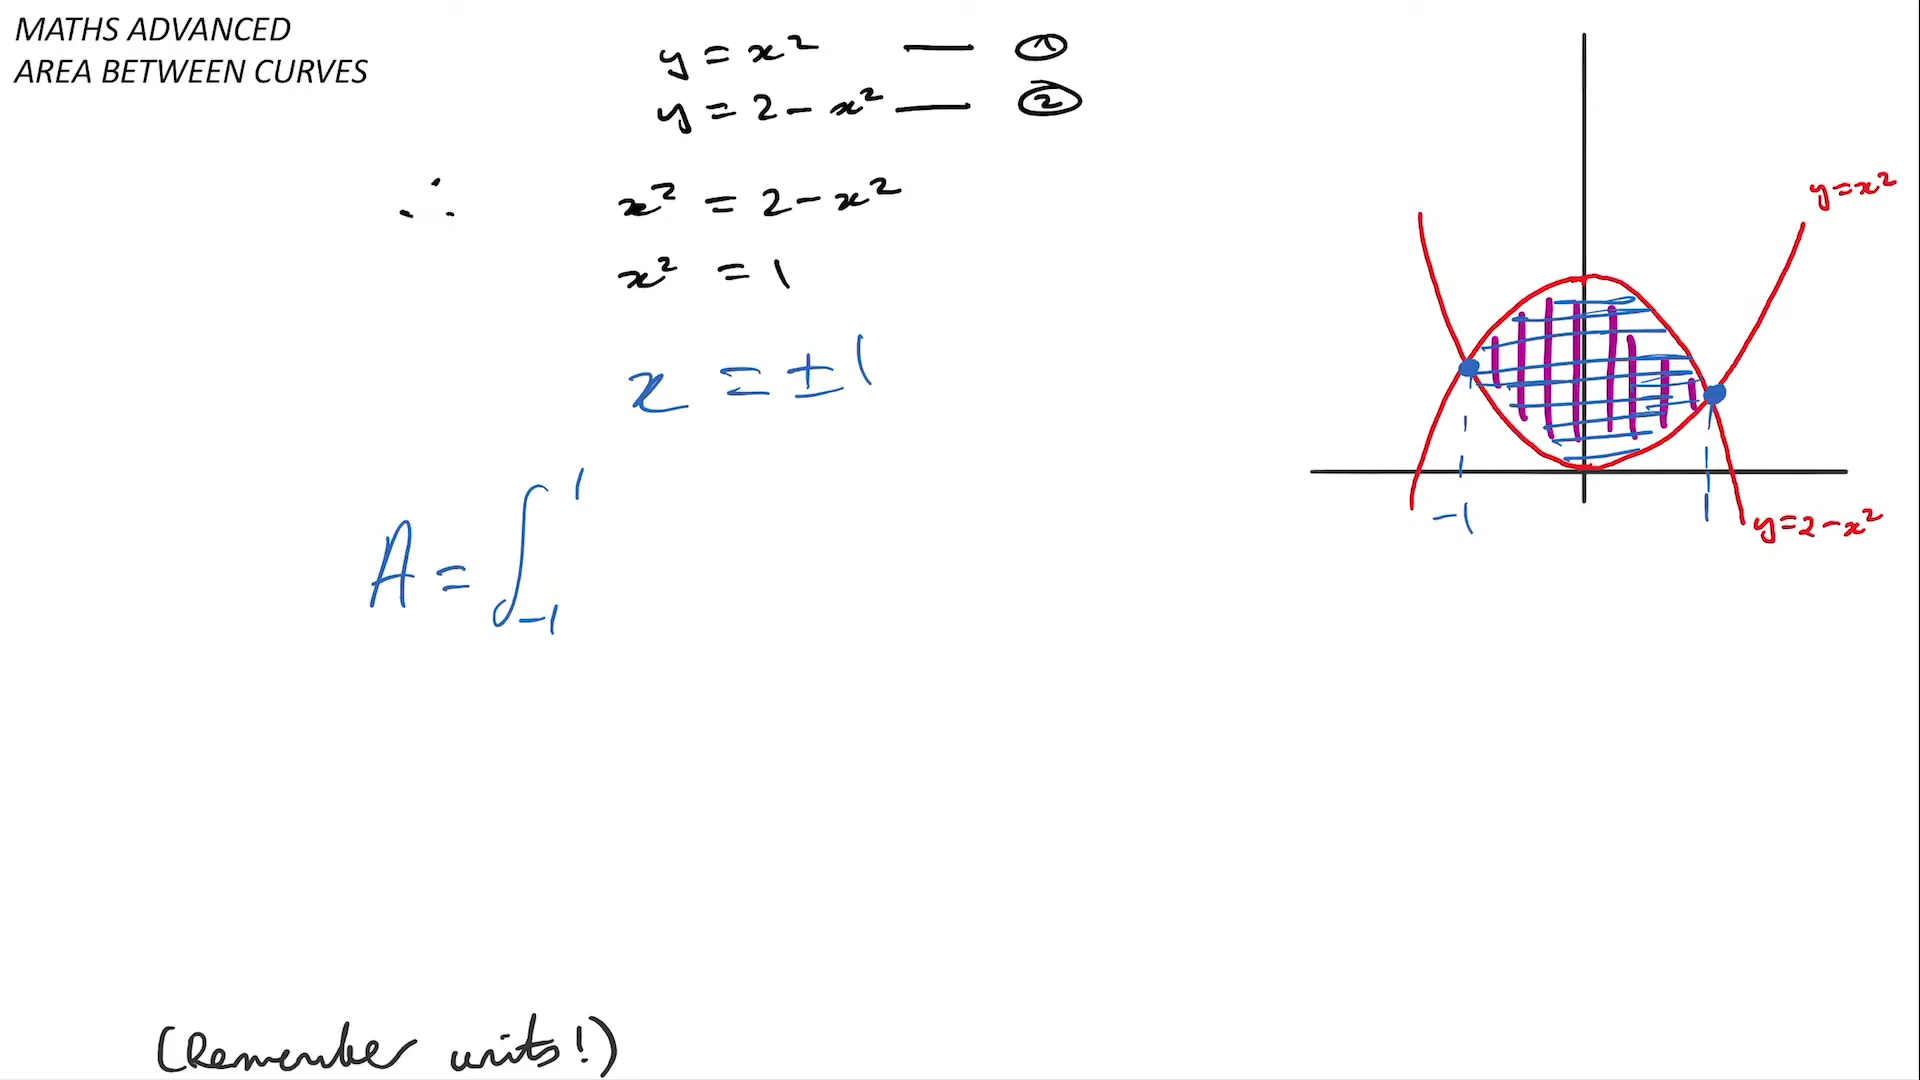 MATHS ADVANCED
AREA BETWEEN CURVES
y = x² — ①
y = 2 - x² — ②
∴ x² = 2 - x²
x² = 1
x = ±1
A = ∫₋₁¹
y = x²
-1
1
y = 2 - x²
(Remember units!)